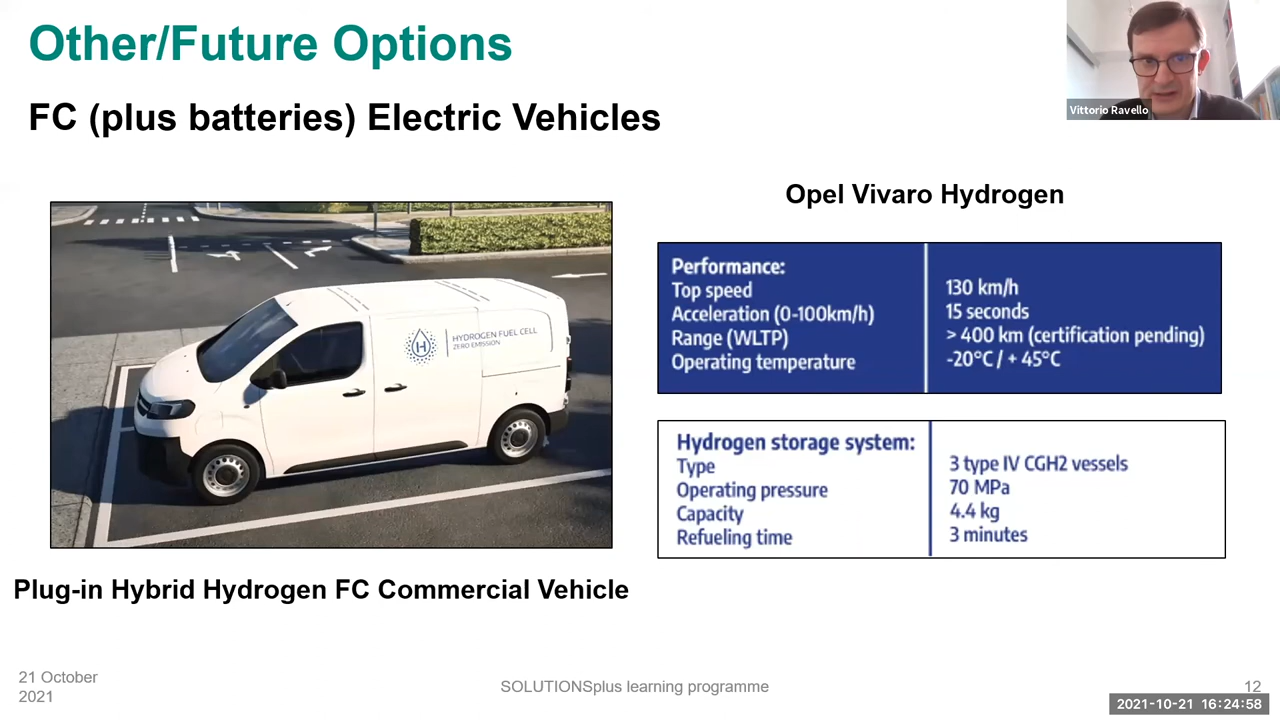 Other/Future Options
Vittorio Ravello
FC (plus batteries) Electric Vehicles
Opel Vivaro Hydrogen
HYDROGEN FUEL CELL
ZERO EMISSION
H
Performance:
Top speed 130 km/h
Acceleration (0-100km/h) 15 seconds
Range (WLTP) > 400 km (certification pending)
Operating temperature -20°C / + 45°C
Hydrogen storage system:
Type 3 type IV CGH2 vessels
Operating pressure 70 MPa
Capacity 4.4 kg
Refueling time 3 minutes
Plug-in Hybrid Hydrogen FC Commercial Vehicle
21 October
2021
SOLUTIONSplus learning programme
12
2021-10-21 16:24:58